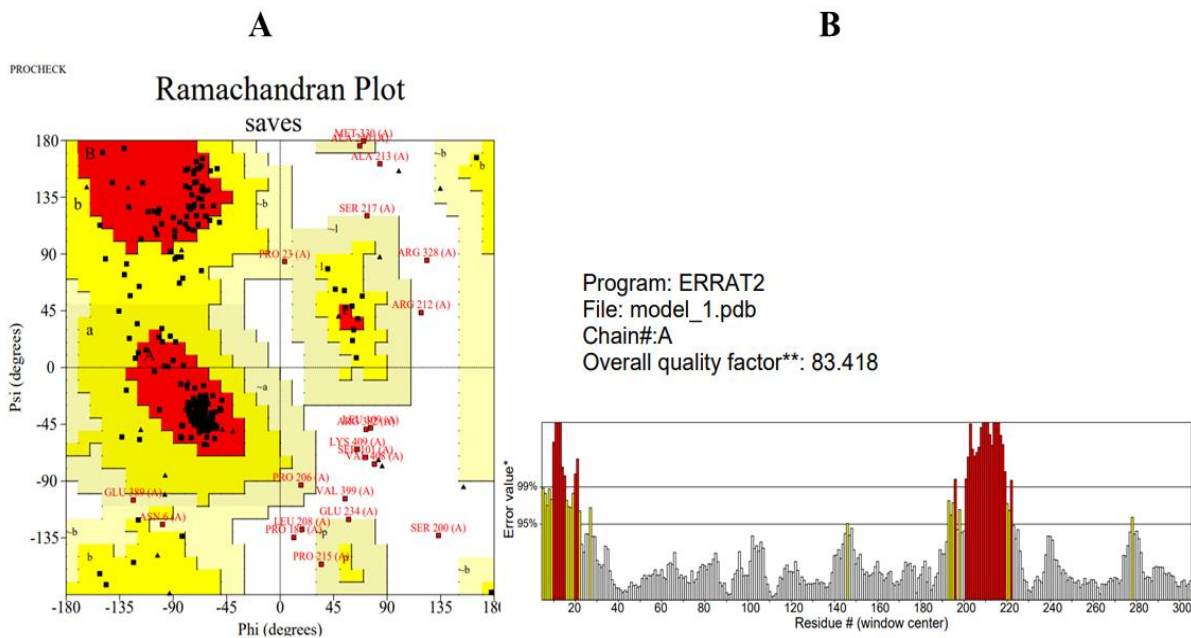 A
B
PROCHECK
Ramachandran Plot
saves
MET 330 (A)
ALA 213 (A)
SER 217 (A)
PRO 23 (A)
ARG 328 (A)
ARG 212 (A)
LYS 409 (A)
PRO 206 (A)
GLU 389 (A)
VAL 399 (A)
ASN 6 (A)
GLU 234 (A)
LEU 208 (A)
SER 200 (A)
PRO 215 (A)
B
b
~b
~b
b
~l
l
a
A
~a
~b
b
~p
p
~b
180
135
90
45
0
-45
-90
-135
-180 -135 -90 -45 0 45 90 135 180
Psi (degrees)
Phi (degrees)
Program: ERRAT2
File: model_1.pdb
Chain#:A
Overall quality factor**: 83.418
Error value*
99%
95%
20 40 60 80 100 120 140 160 180 200 220 240 260 280 300
Residue # (window center)